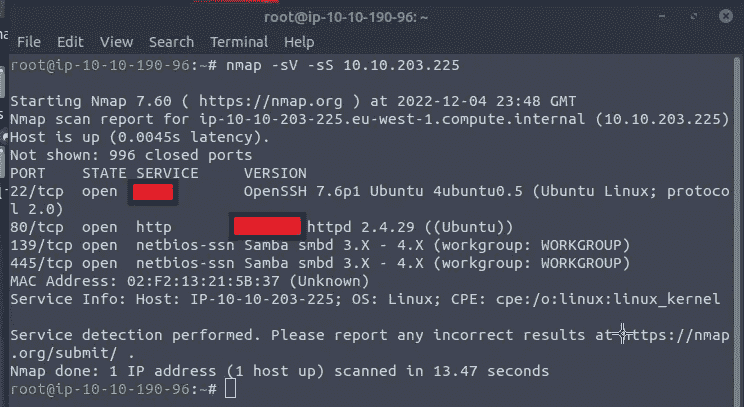 root@ip-10-10-190-96: ~
File Edit View Search Terminal Help
root@ip-10-10-190-96:~# nmap -sV -sS 10.10.203.225
Starting Nmap 7.60 ( https://nmap.org ) at 2022-12-04 23:48 GMT
Nmap scan report for ip-10-10-203-225.eu-west-1.compute.internal (10.10.203.225)
Host is up (0.0045s latency).
Not shown: 996 closed ports
PORT STATE SERVICE VERSION
22/tcp open OpenSSH 7.6p1 Ubuntu 4ubuntu0.5 (Ubuntu Linux; protoco
l 2.0)
80/tcp open http httpd 2.4.29 ((Ubuntu))
139/tcp open netbios-ssn Samba smbd 3.X - 4.X (workgroup: WORKGROUP)
445/tcp open netbios-ssn Samba smbd 3.X - 4.X (workgroup: WORKGROUP)
MAC Address: 02:F2:13:21:5B:37 (Unknown)
Service Info: Host: IP-10-10-203-225; OS: Linux; CPE: cpe:/o:linux:linux_kernel
Service detection performed. Please report any incorrect results at https://nmap
.org/submit/ .
Nmap done: 1 IP address (1 host up) scanned in 13.47 seconds
root@ip-10-10-190-96:~#